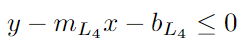 y − m_{L_4}x − b_{L_4} ≤ 0